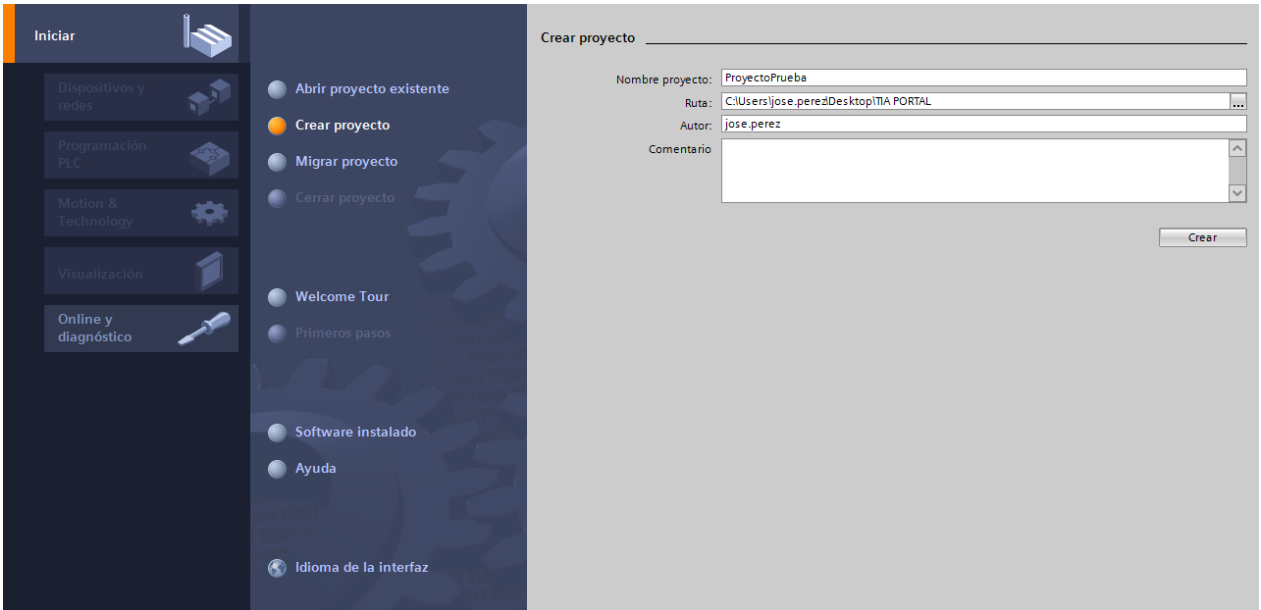 Iniciar
Dispositivos y
redes
Programación
PLC
Motion &
Technology
Visualización
Online y
diagnóstico
Abrir proyecto existente
Crear proyecto
Migrar proyecto
Cerrar proyecto
Welcome Tour
Primeros pasos
Software instalado
Ayuda
Idioma de la interfaz
Crear proyecto
Nombre proyecto: ProyectoPrueba
Ruta: C:\Users\jose.perez\Desktop\TIA PORTAL ...
Autor: jose.perez
Comentario
Crear